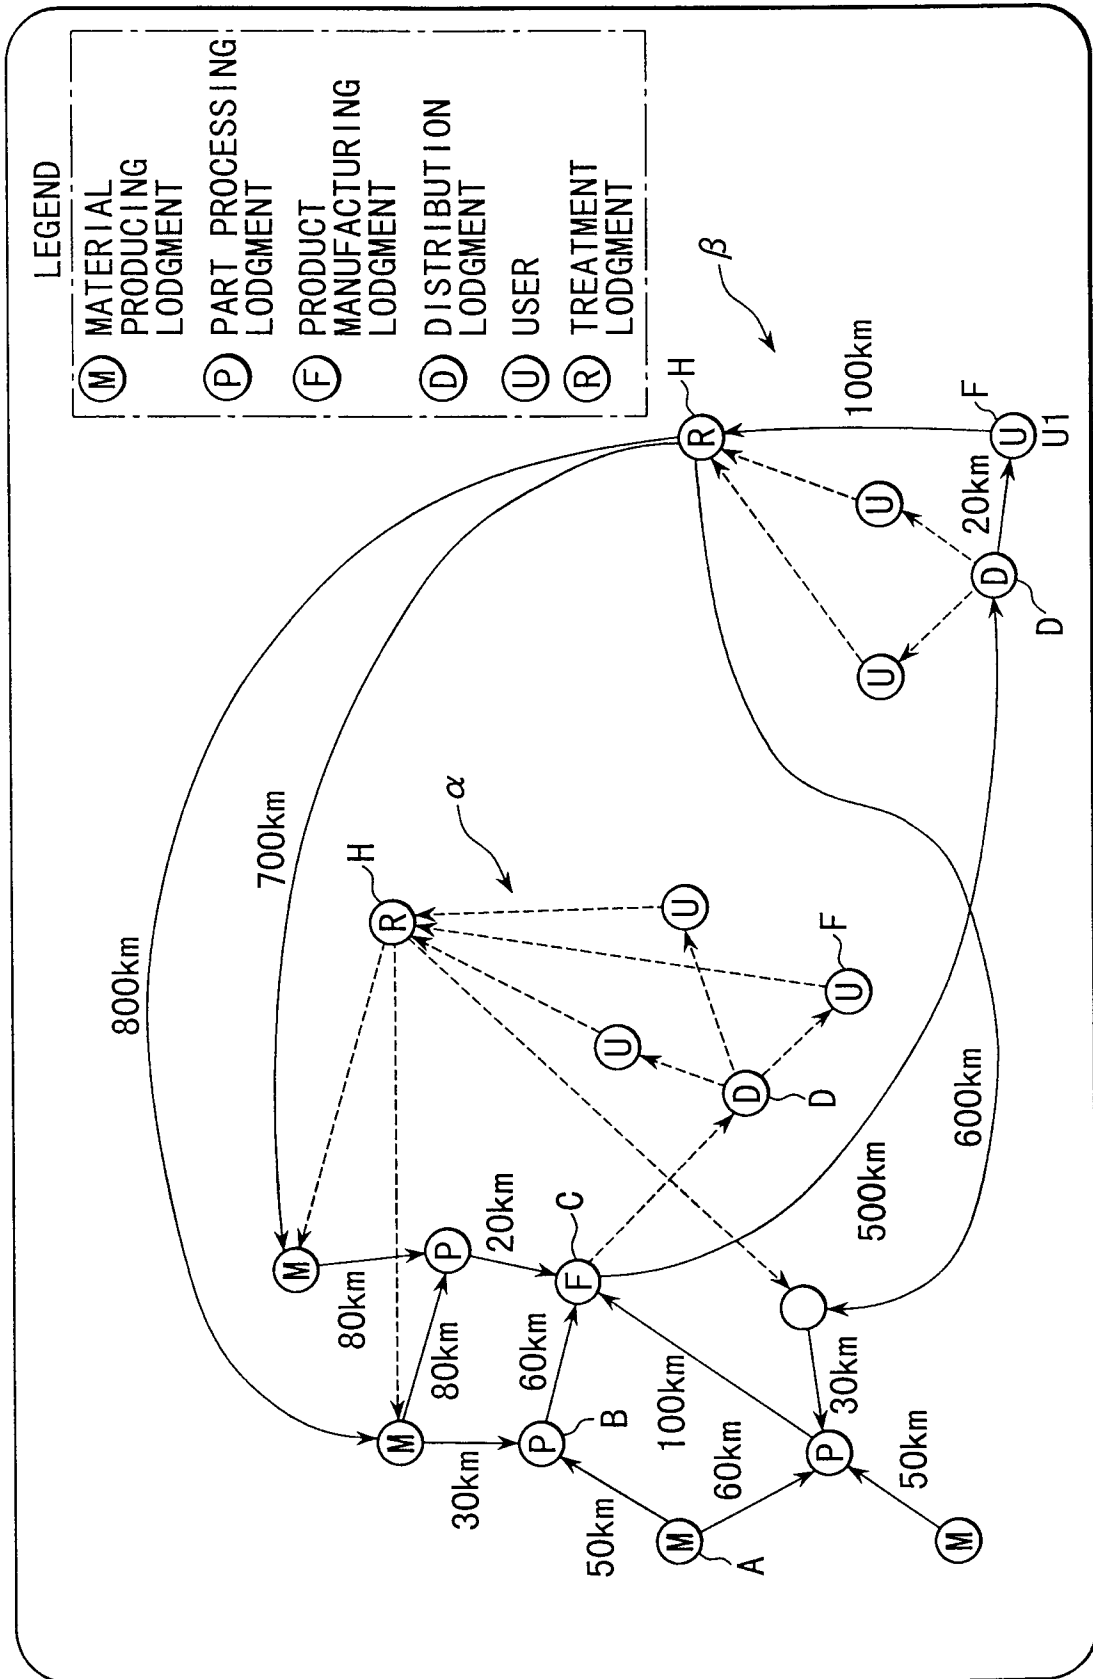 LEGEND
M MATERIAL
PRODUCING
LODGMENT
P PART PROCESSING
LODGMENT
F PRODUCT
MANUFACTURING
LODGMENT
D DISTRIBUTION
LODGMENT
U USER
R TREATMENT
LODGMENT
800km
700km
H
R
α
H
R
β
M
80km
P
20km
M
80km
30km
P
B
60km
F
C
50km
M
A
60km
100km
P
30km
50km
M
U
U
U
F
D
D
500km
600km
U
U
100km
D
D
20km
U
F
U1